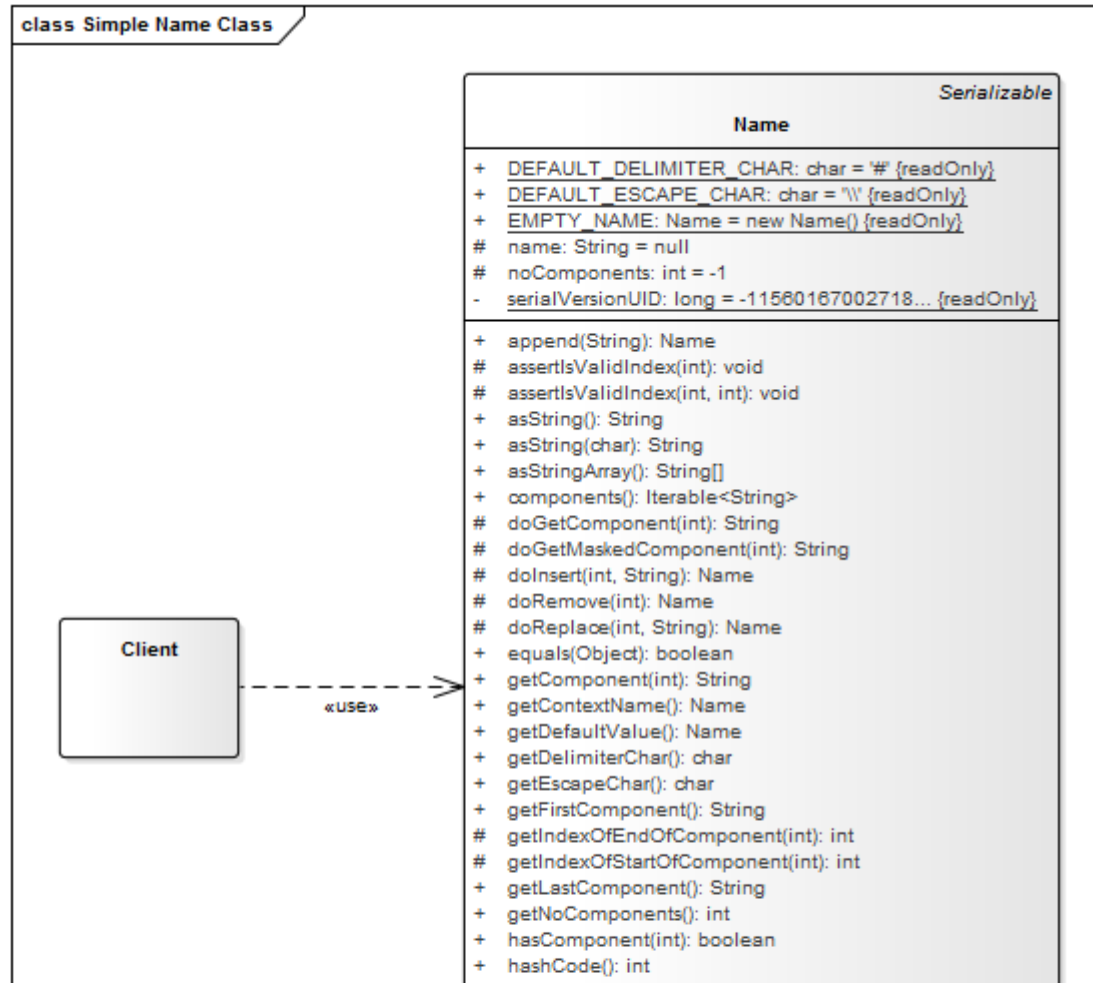 class Simple Name Class
Serializable
Name
+ DEFAULT_DELIMITER_CHAR: char = '#' {readOnly}
+ DEFAULT_ESCAPE_CHAR: char = '\\' {readOnly}
+ EMPTY_NAME: Name = new Name() {readOnly}
# name: String = null
# noComponents: int = -1
- serialVersionUID: long = -11560167002718... {readOnly}
+ append(String): Name
# assertIsValidIndex(int): void
# assertIsValidIndex(int, int): void
+ asString(): String
+ asString(char): String
+ asStringArray(): String[]
+ components(): Iterable<String>
# doGetComponent(int): String
# doGetMaskedComponent(int): String
# doInsert(int, String): Name
# doRemove(int): Name
# doReplace(int, String): Name
+ equals(Object): boolean
+ getComponent(int): String
+ getContextName(): Name
+ getDefaultValue(): Name
+ getDelimiterChar(): char
+ getEscapeChar(): char
+ getFirstComponent(): String
# getIndexOfEndOfComponent(int): int
# getIndexOfStartOfComponent(int): int
+ getLastComponent(): String
+ getNoComponents(): int
+ hasComponent(int): boolean
+ hashCode(): int
Client
«use»